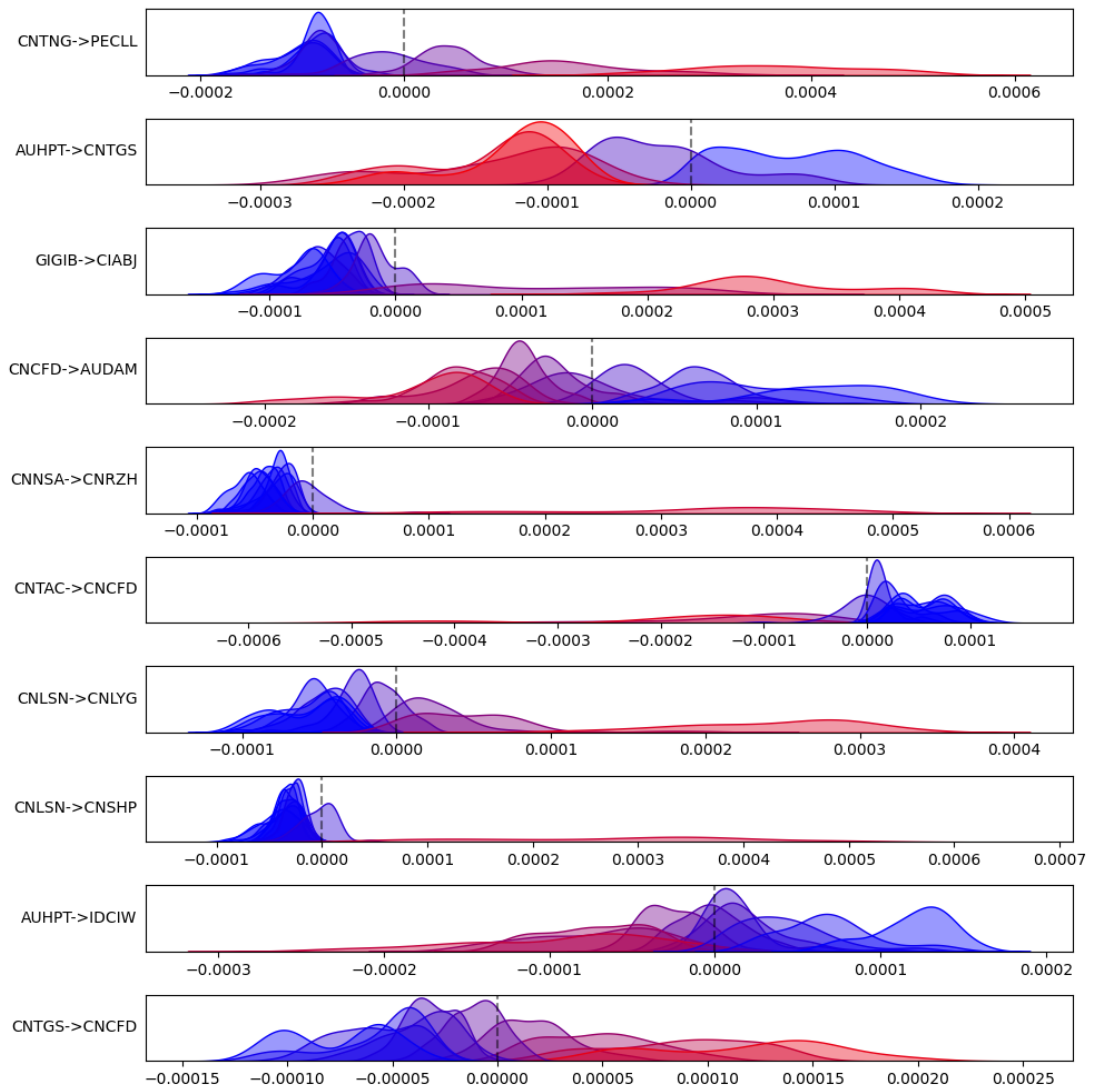 CNTNG->PECLL
−0.0002 0.0000 0.0002 0.0004 0.0006
AUHPT->CNTGS
−0.0003 −0.0002 −0.0001 0.0000 0.0001 0.0002
GIGIB->CIABJ
−0.0001 0.0000 0.0001 0.0002 0.0003 0.0004 0.0005
CNCFD->AUDAM
−0.0002 −0.0001 0.0000 0.0001 0.0002
CNNSA->CNRZH
−0.0001 0.0000 0.0001 0.0002 0.0003 0.0004 0.0005 0.0006
CNTAC->CNCFD
−0.0006 −0.0005 −0.0004 −0.0003 −0.0002 −0.0001 0.0000 0.0001
CNLSN->CNLYG
−0.0001 0.0000 0.0001 0.0002 0.0003 0.0004
CNLSN->CNSHP
−0.0001 0.0000 0.0001 0.0002 0.0003 0.0004 0.0005 0.0006 0.0007
AUHPT->IDCIW
−0.0003 −0.0002 −0.0001 0.0000 0.0001 0.0002
CNTGS->CNCFD
−0.00015 −0.00010 −0.00005 0.00000 0.00005 0.00010 0.00015 0.00020 0.00025